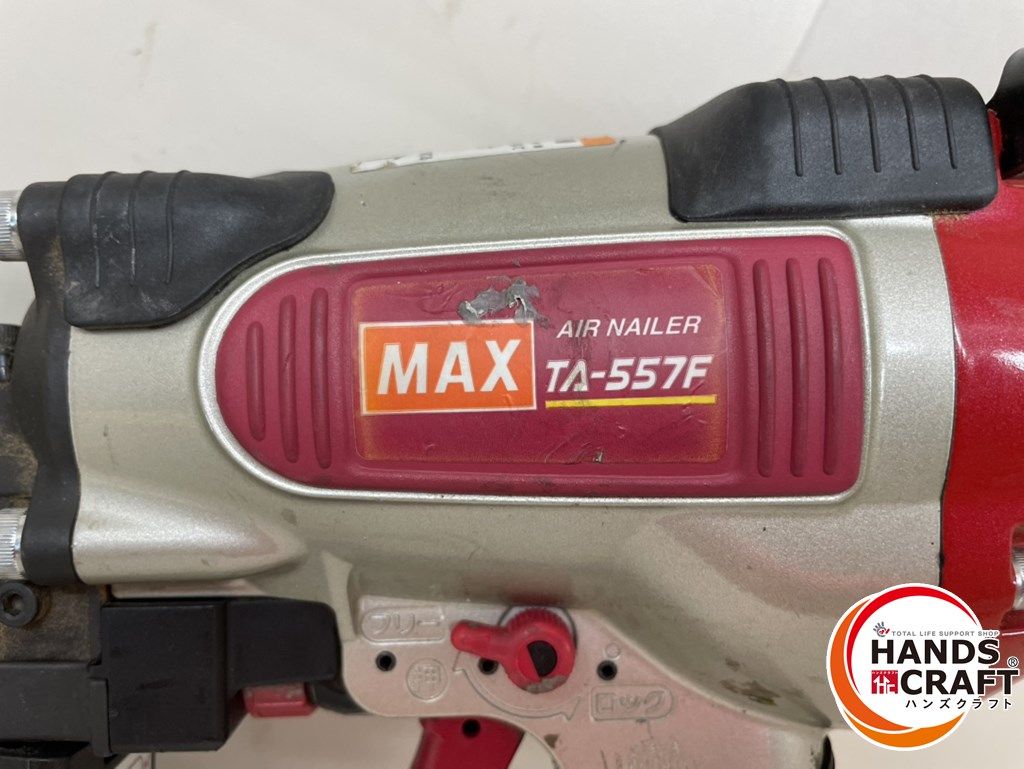 MAX
AIR NAILER
TA-557F
フリー
押
ロック
TOTAL LIFE SUPPORT SHOP
HANDS
CRAFT®
ハンズクラフト